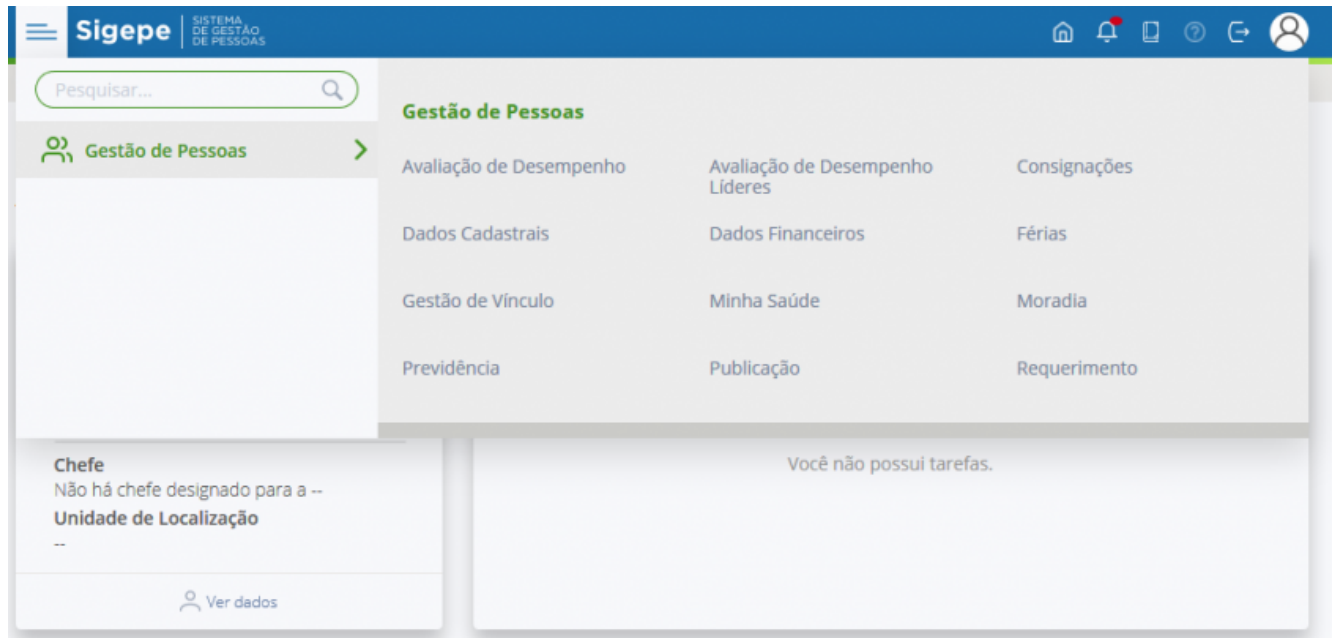 Sigepe
SISTEMA
DE GESTÃO
DE PESSOAS
Pesquisar...
Gestão de Pessoas
Gestão de Pessoas
Avaliação de Desempenho
Avaliação de Desempenho
Líderes
Consignações
Dados Cadastrais
Dados Financeiros
Férias
Gestão de Vínculo
Minha Saúde
Moradia
Previdência
Publicação
Requerimento
Chefe
Não há chefe designado para a --
Unidade de Localização
--
Ver dados
Você não possui tarefas.